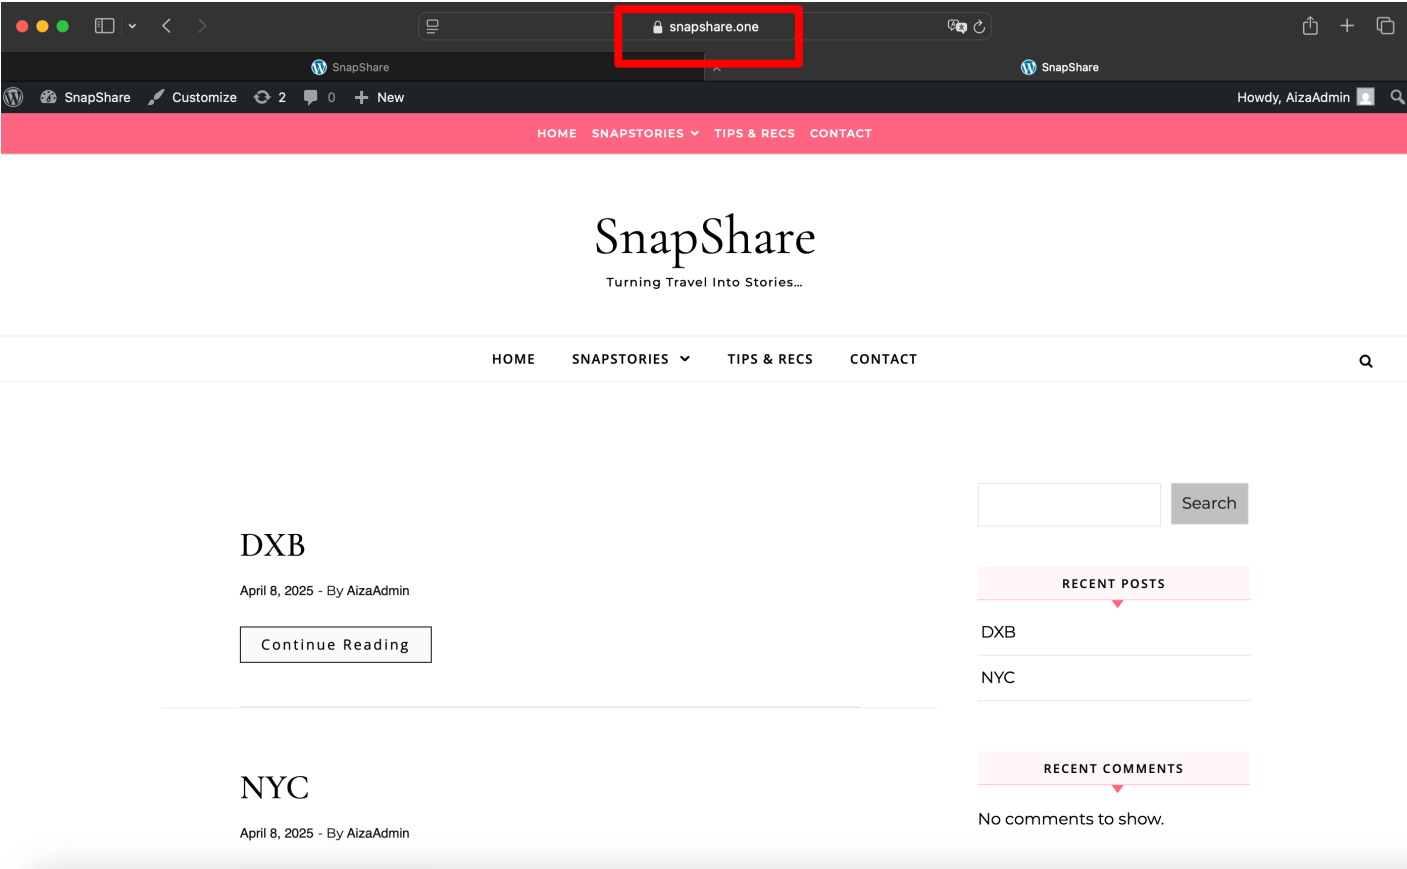 snapshare.one
SnapShare
SnapShare
SnapShare Customize 2 0 New
Howdy, AizaAdmin
HOME SNAPSTORIES TIPS & RECS CONTACT
SnapShare
Turning Travel Into Stories...
HOME SNAPSTORIES TIPS & RECS CONTACT
DXB
April 8, 2025 - By AizaAdmin
Continue Reading
NYC
April 8, 2025 - By AizaAdmin
Search
RECENT POSTS
DXB
NYC
RECENT COMMENTS
No comments to show.